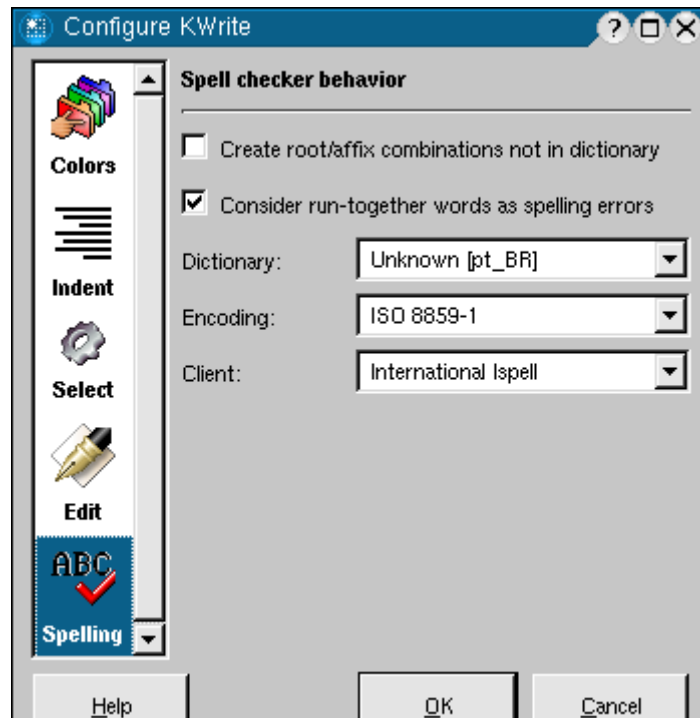 Configure KWrite
?
Colors
Indent
Select
Edit
ABC
Spelling
Spell checker behavior
Create root/affix combinations not in dictionary
Consider run-together words as spelling errors
Dictionary: Unknown [pt_BR]
Encoding: ISO 8859-1
Client: International Ispell
Help OK Cancel